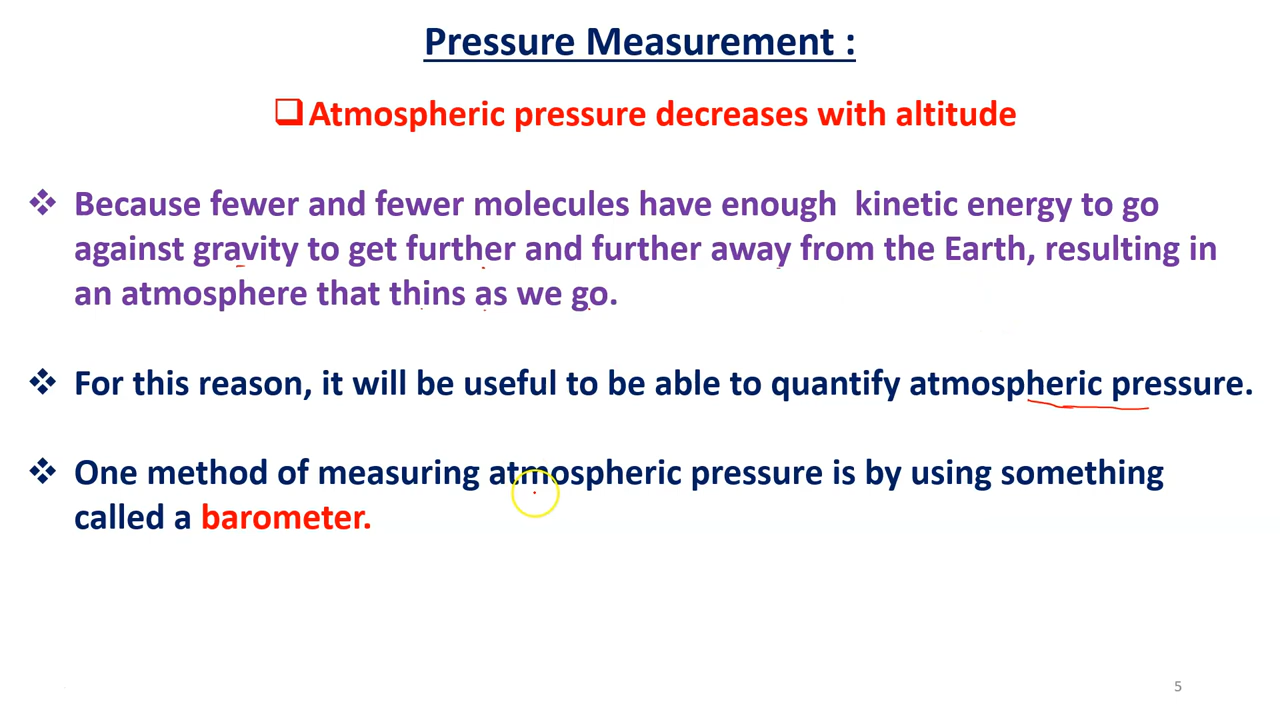 Pressure Measurement :
Atmospheric pressure decreases with altitude
Because fewer and fewer molecules have enough kinetic energy to go
against gravity to get further and further away from the Earth, resulting in
an atmosphere that thins as we go.
For this reason, it will be useful to be able to quantify atmospheric pressure.
One method of measuring atmospheric pressure is by using something
called a barometer.
5